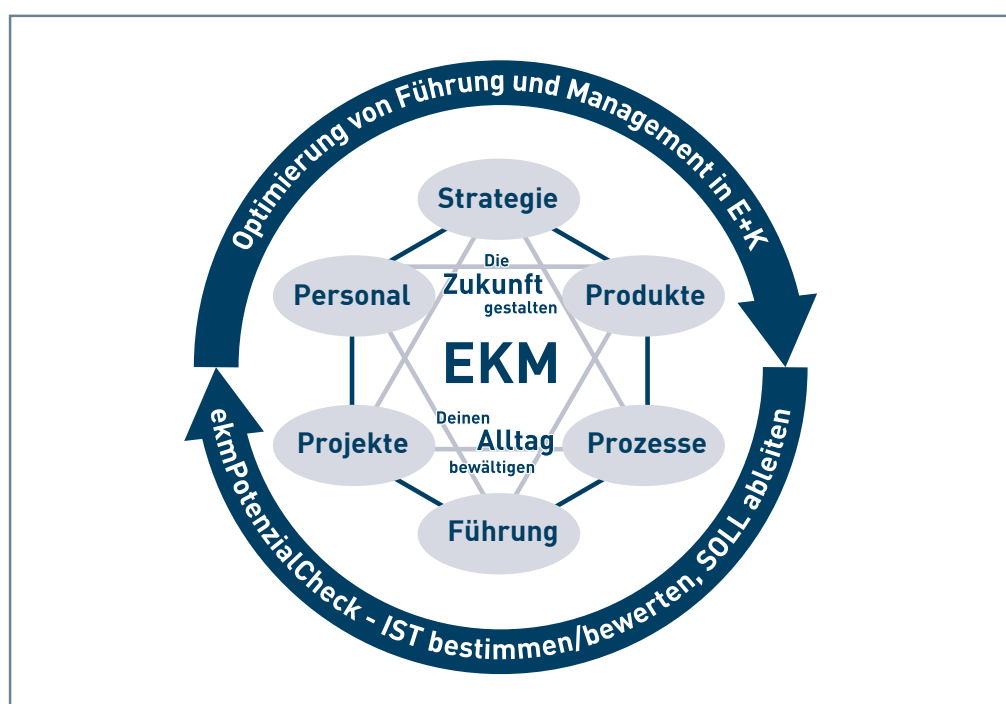 Optimierung von Führung und Management in E+K
Strategie
Personal
Die
Zukunft
gestalten
Produkte
EKM
Projekte
Deinen
Alltag
bewältigen
Prozesse
Führung
ekmPotenzialCheck - IST bestimmen/bewerten, SOLL ableiten